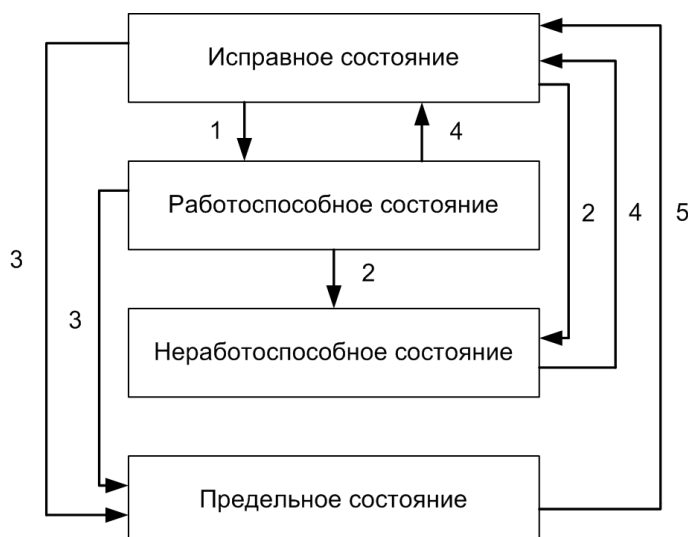 Исправное состояние
1
4
Работоспособное состояние
2
4
5
3
2
3
Неработоспособное состояние
Предельное состояние